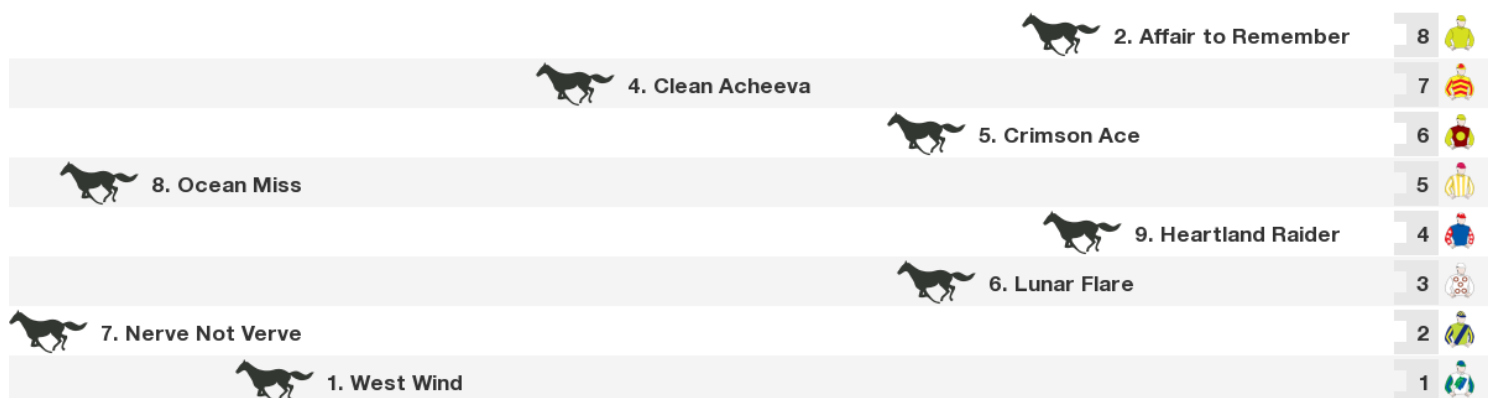 2. Affair to Remember 8
4. Clean Acheeva 7
5. Crimson Ace 6
8. Ocean Miss 5
9. Heartland Raider 4
6. Lunar Flare 3
7. Nerve Not Verve 2
1. West Wind 1